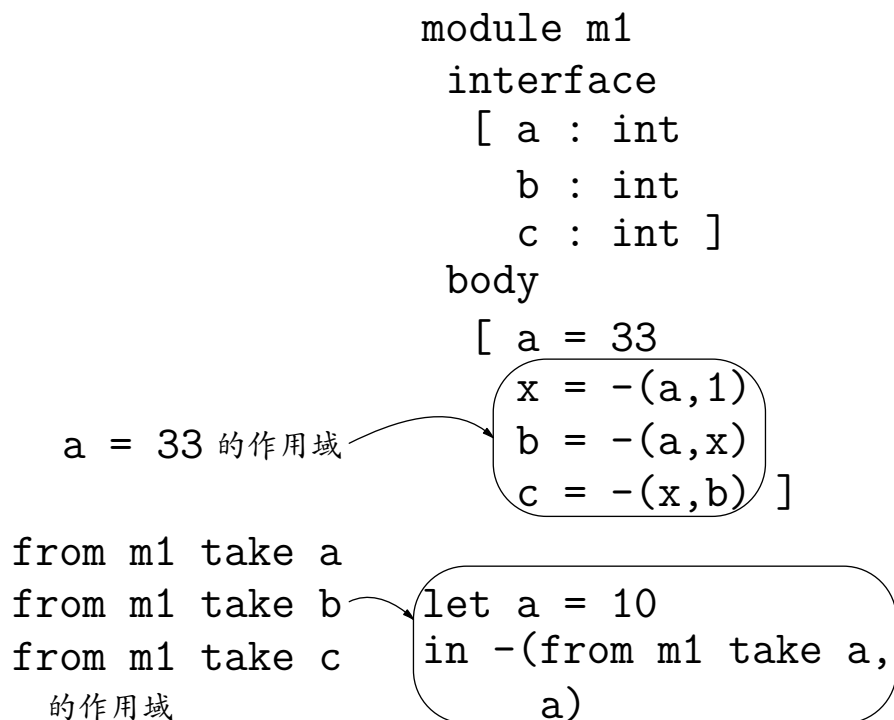 module m1
interface
[ a : int
b : int
c : int ]
body
[ a = 33
x = -(a,1)
b = -(a,x)
c = -(x,b) ]
a = 33 的作用域
from m1 take a
from m1 take b
from m1 take c
的作用域
let a = 10
in -(from m1 take a,
a)